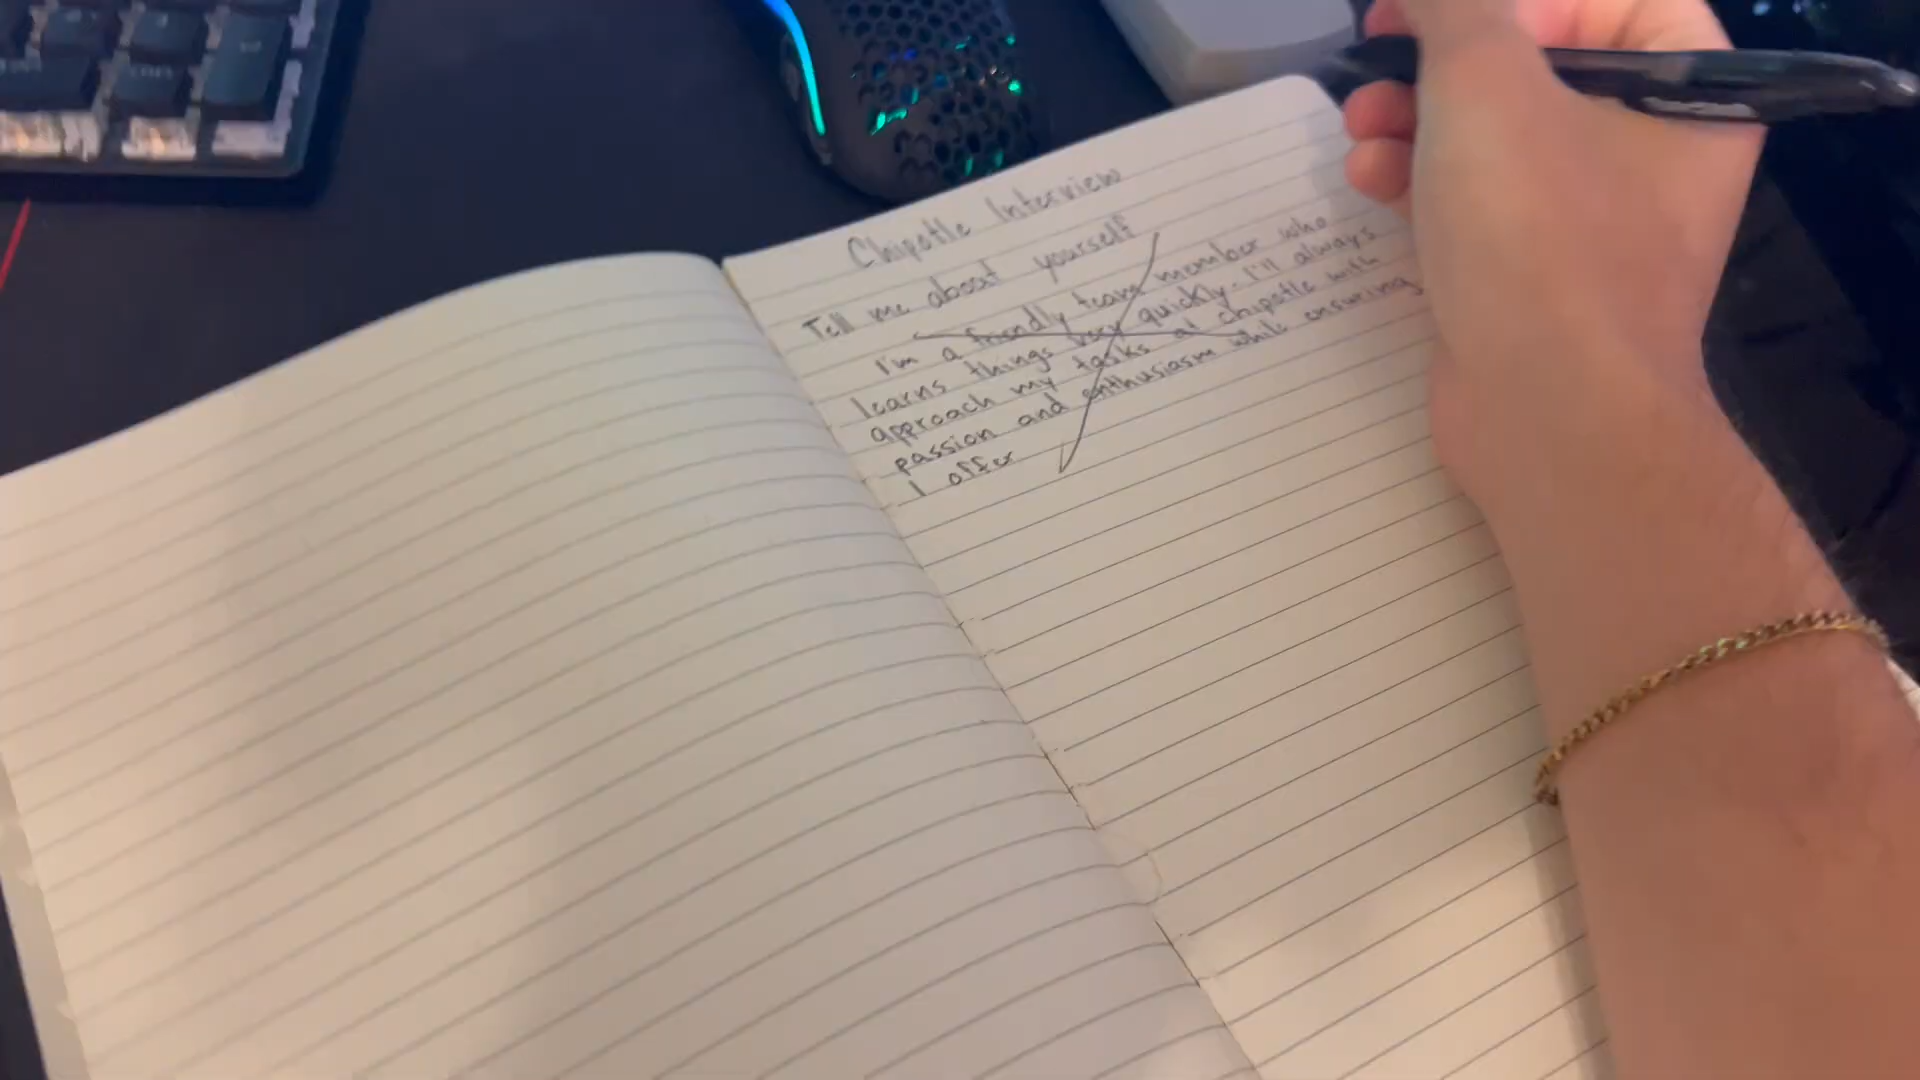 Chipotle Interview
Tell me about yourself
I'm a friendly team member who
learns things very quickly. I'll always
approach my tasks at chipotle with
passion and enthusiasm while ensuring
I offer